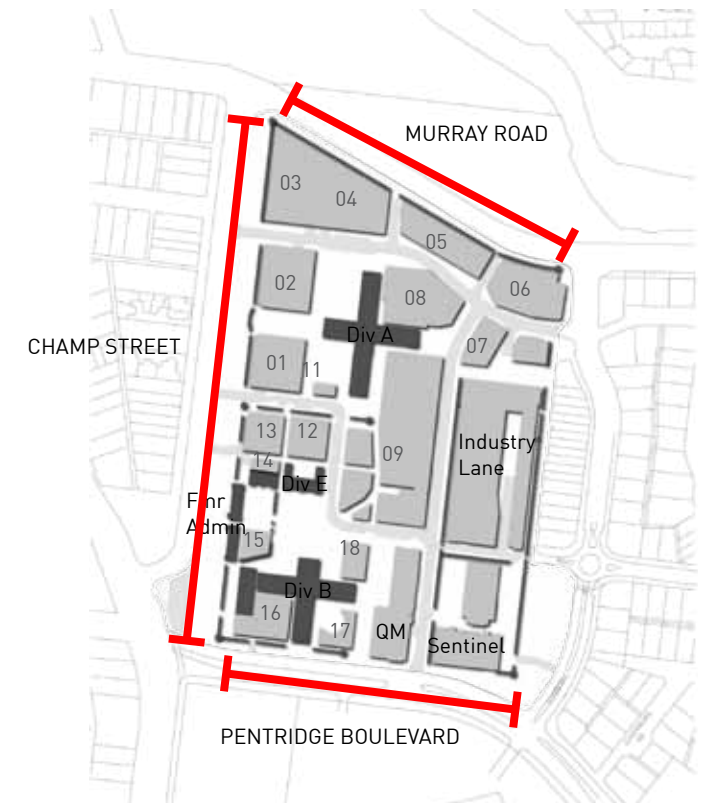 MURRAY ROAD
03
04
05
02
08
06
CHAMP STREET
Div A
07
01
11
13
12
Industry
Lane
09
14
Div E
Fmr
Admin
15
18
Div B
16
17
QM
Sentinel
PENTRIDGE BOULEVARD